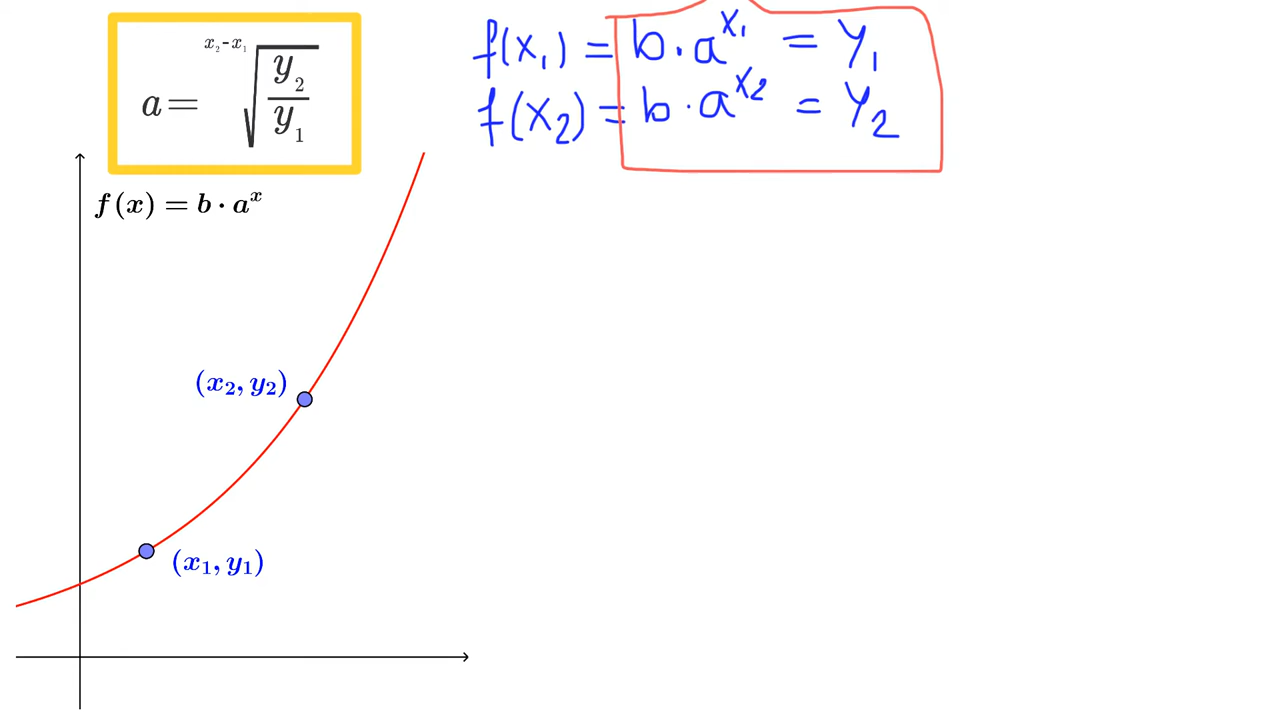 a = ^{x₂-x₁}√(y₂/y₁)
f(x₁) = b · a^{x₁} = y₁
f(x₂) = b · a^{x₂} = y₂
f(x) = b · a^x
(x₂, y₂)
(x₁, y₁)